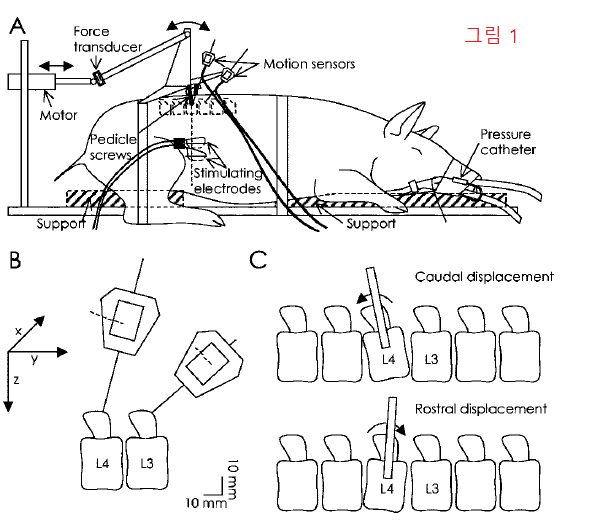 A
그림 1
Force
transducer
Motion sensors
Motor
Pedicle
screws
Pressure
catheter
Stimulating
electrodes
Support
Support
B
C
Caudal displacement
x
y
z
L4
L3
Rostral displacement
L4
L3
L4
L3
10 mm
10 mm